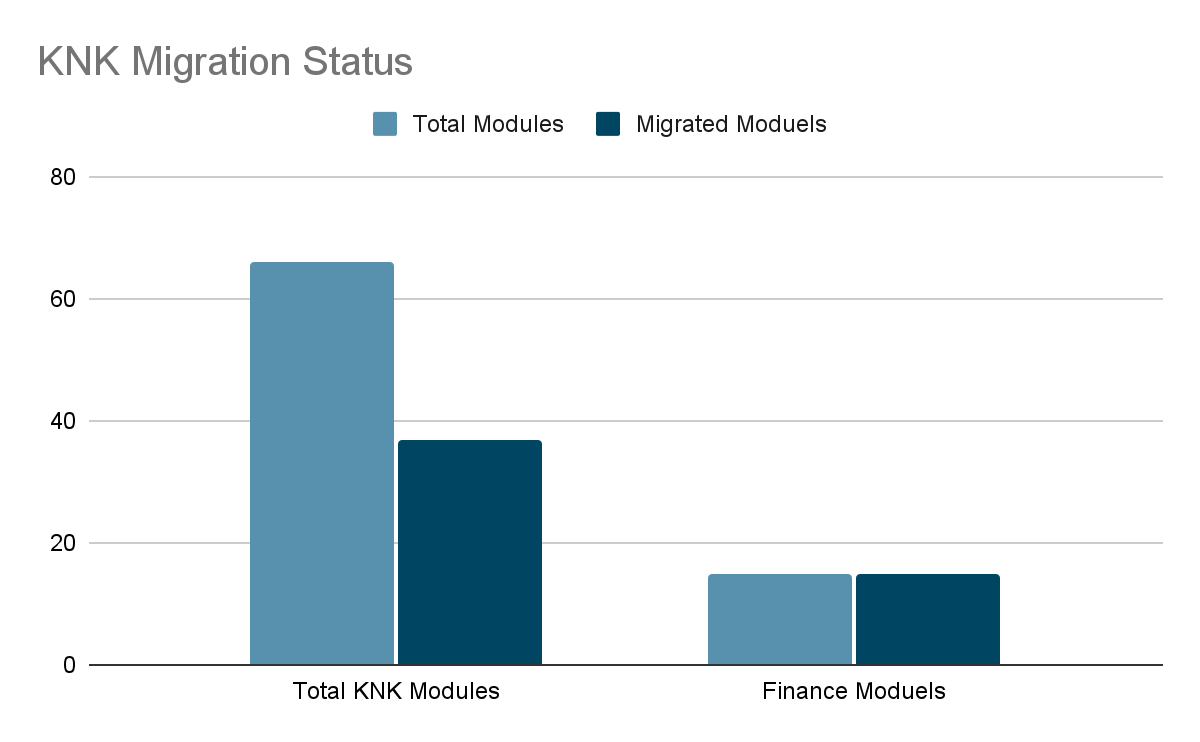 KNK Migration Status
Total Modules
Migrated Moduels
80
60
40
20
0
Total KNK Modules
Finance Moduels